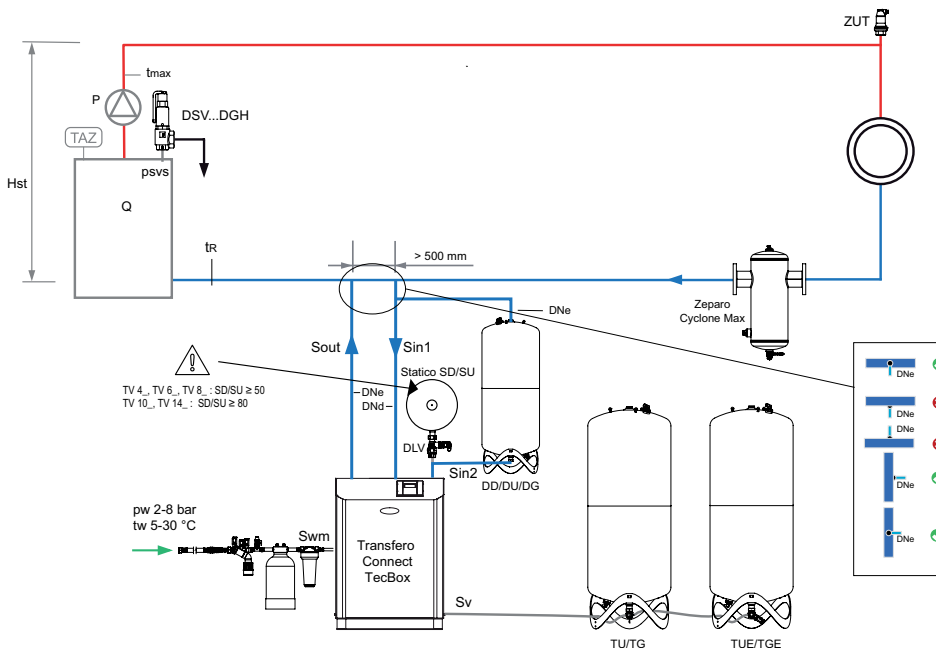 ZUT
tmax
P
DSV...DGH
TAZ
psvs
Hst
Q
tR
> 500 mm
DNe
Zeparo
Cyclone Max
Sout
Sin1
Statico SD/SU
TV 4_, TV 6_, TV 8_ : SD/SU ≥ 50
TV 10_, TV 14_ : SD/SU ≥ 80
DNe
DNd
DLV
Sin2
DD/DU/DG
DNe
DNe
DNe
DNe
DNe
pw 2-8 bar
tw 5-30 °C
Swm
Transfero
Connect
TecBox
Sv
TU/TG
TUE/TGE